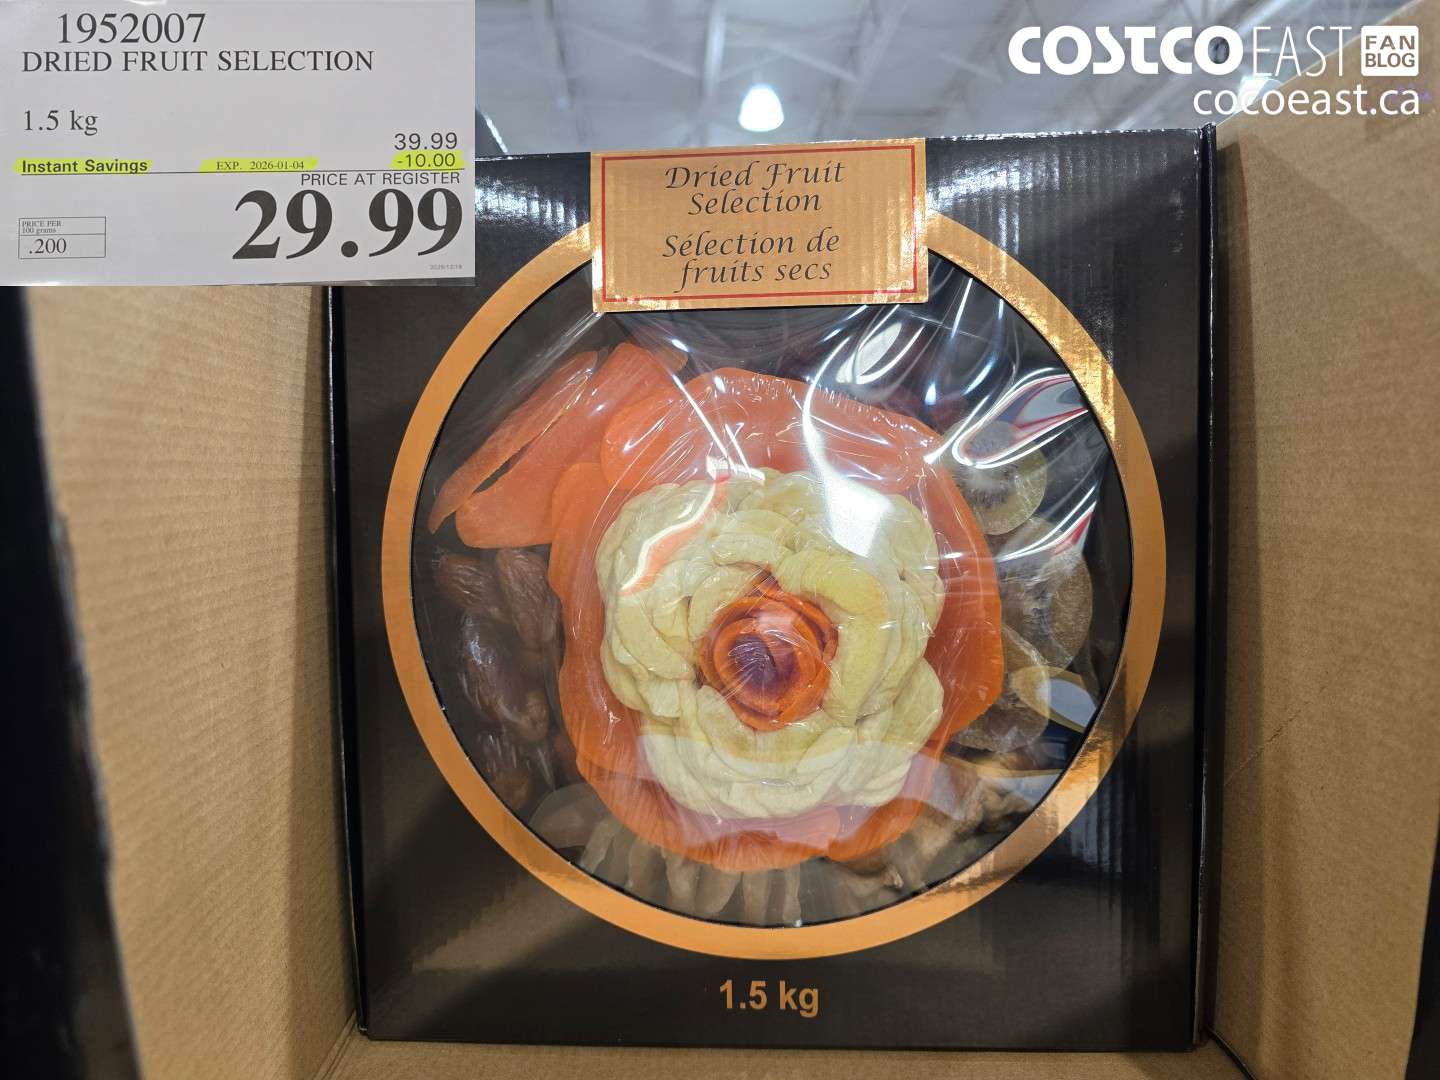 1952007
DRIED FRUIT SELECTION
1.5 kg
39.99
Instant Savings EXP. 2026-01-04 -10.00
PRICE AT REGISTER
29.99
PRICE PER
100 grams
.200
COSTCO EAST FAN BLOG
cocoeast.ca
Dried Fruit
Selection
Sélection de
fruits secs
1.5 kg